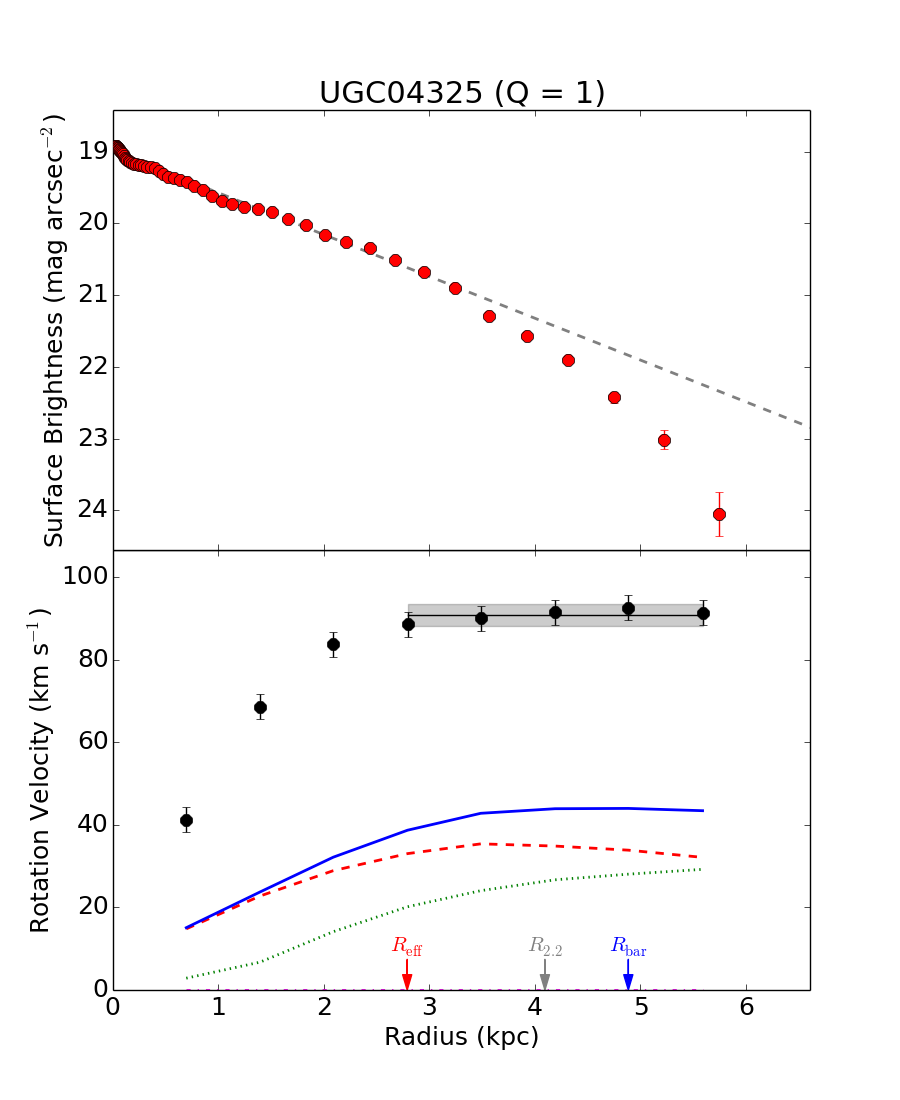 UGC04325 (Q = 1)
Surface Brightness (mag arcsec⁻²)
19
20
21
22
23
24
Rotation Velocity (km s⁻¹)
100
80
60
40
20
0
R_eff R_2.2 R_bar
0 1 2 3 4 5 6
Radius (kpc)